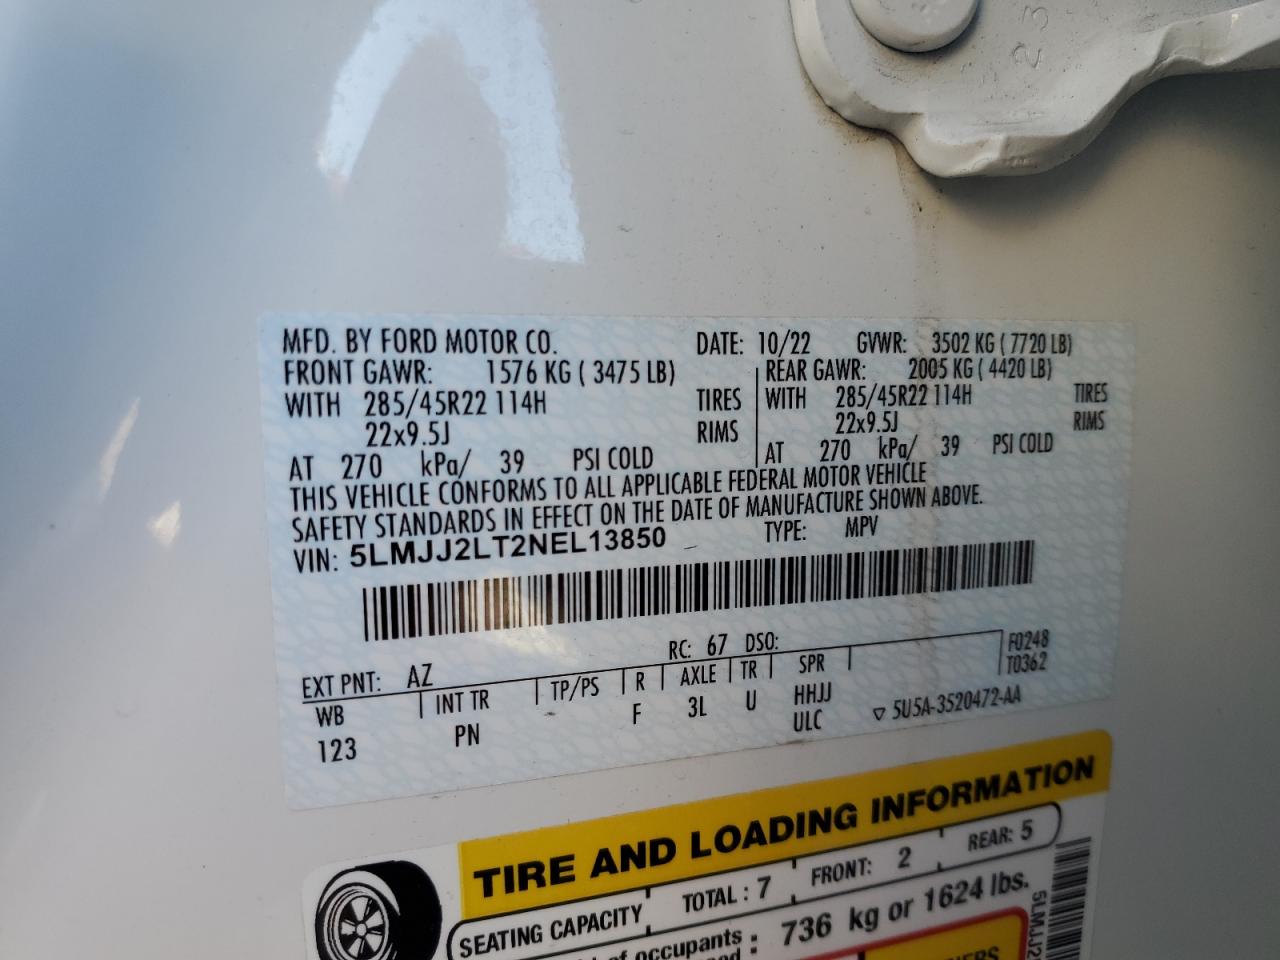 23
MFD. BY FORD MOTOR CO. DATE: 10/22 GVWR: 3502 KG ( 7720 LB)
FRONT GAWR: 1576 KG ( 3475 LB) REAR GAWR: 2005 KG ( 4420 LB)
WITH 285/45R22 114H TIRES WITH 285/45R22 114H TIRES
22x9.5J RIMS 22x9.5J RIMS
AT 270 kPa/ 39 PSI COLD AT 270 kPa/ 39 PSI COLD
THIS VEHICLE CONFORMS TO ALL APPLICABLE FEDERAL MOTOR VEHICLE
SAFETY STANDARDS IN EFFECT ON THE DATE OF MANUFACTURE SHOWN ABOVE.
VIN: 5LMJJ2LT2NEL13850 TYPE: MPV
EXT PNT: AZ RC: 67 DSO: F0248
WB INT TR TP/PS R AXLE TR SPR T0362
123 PN F 3L U HHJJ
ULC ▽ 5U5A-3520472-AA
TIRE AND LOADING INFORMATION
SEATING CAPACITY TOTAL : 7 FRONT: 2 REAR: 5
of occupants : 736 kg or 1624 lbs.
5LMJJ2